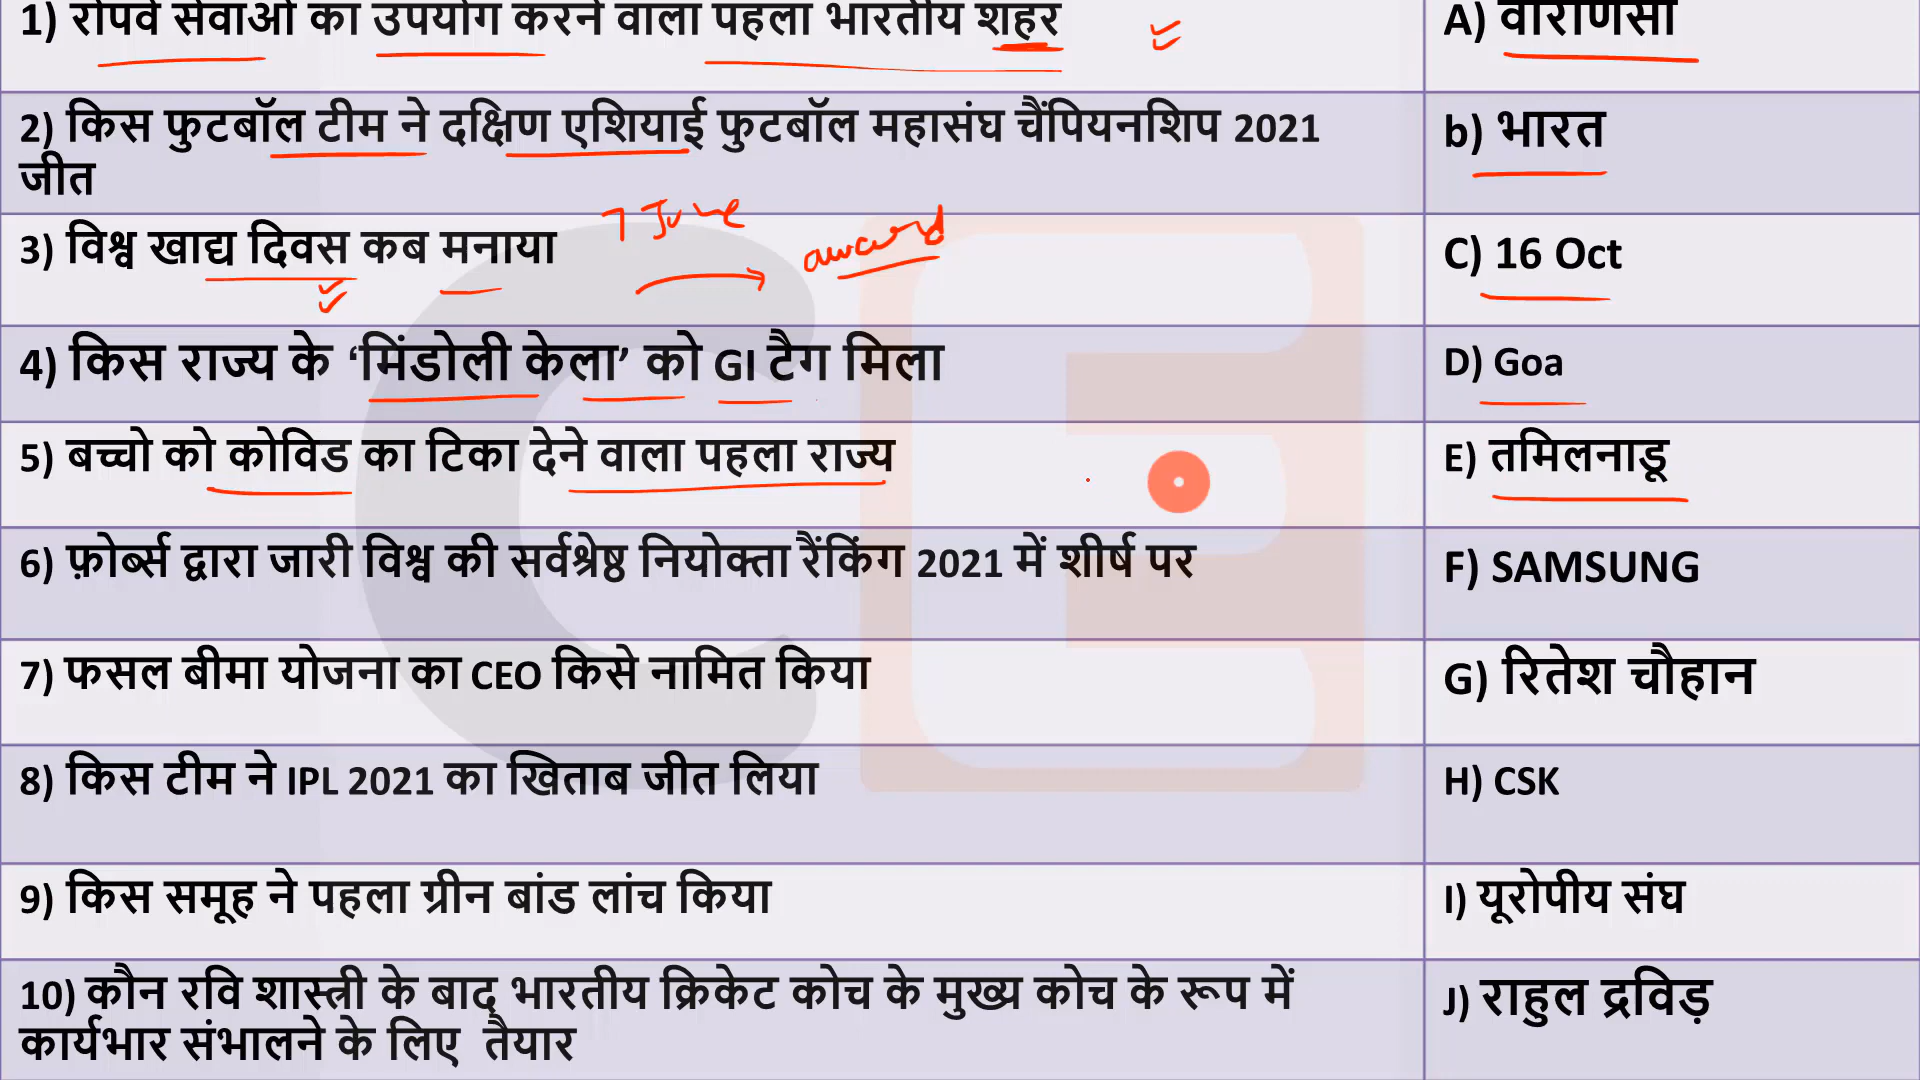 1) रोपवे सेवाओं का उपयोग करने वाला पहला भारतीय शहर
A) वाराणसी
2) किस फुटबॉल टीम ने दक्षिण एशियाई फुटबॉल महासंघ चैंपियनशिप 2021
जीत
b) भारत
7 June
award
3) विश्व खाद्य दिवस कब मनाया
C) 16 Oct
4) किस राज्य के ‘मिंडोली केला’ को GI टैग मिला
D) Goa
5) बच्चो को कोविड का टिका देने वाला पहला राज्य
E) तमिलनाडू
6) फ़ोर्ब्स द्वारा जारी विश्व की सर्वश्रेष्ठ नियोक्ता रैंकिंग 2021 में शीर्ष पर
F) SAMSUNG
7) फसल बीमा योजना का CEO किसे नामित किया
G) रितेश चौहान
8) किस टीम ने IPL 2021 का खिताब जीत लिया
H) CSK
9) किस समूह ने पहला ग्रीन बांड लांच किया
I) यूरोपीय संघ
10) कौन रवि शास्त्री के बाद भारतीय क्रिकेट कोच के मुख्य कोच के रूप में
कार्यभार संभालने के लिए तैयार
J) राहुल द्रविड़
CE